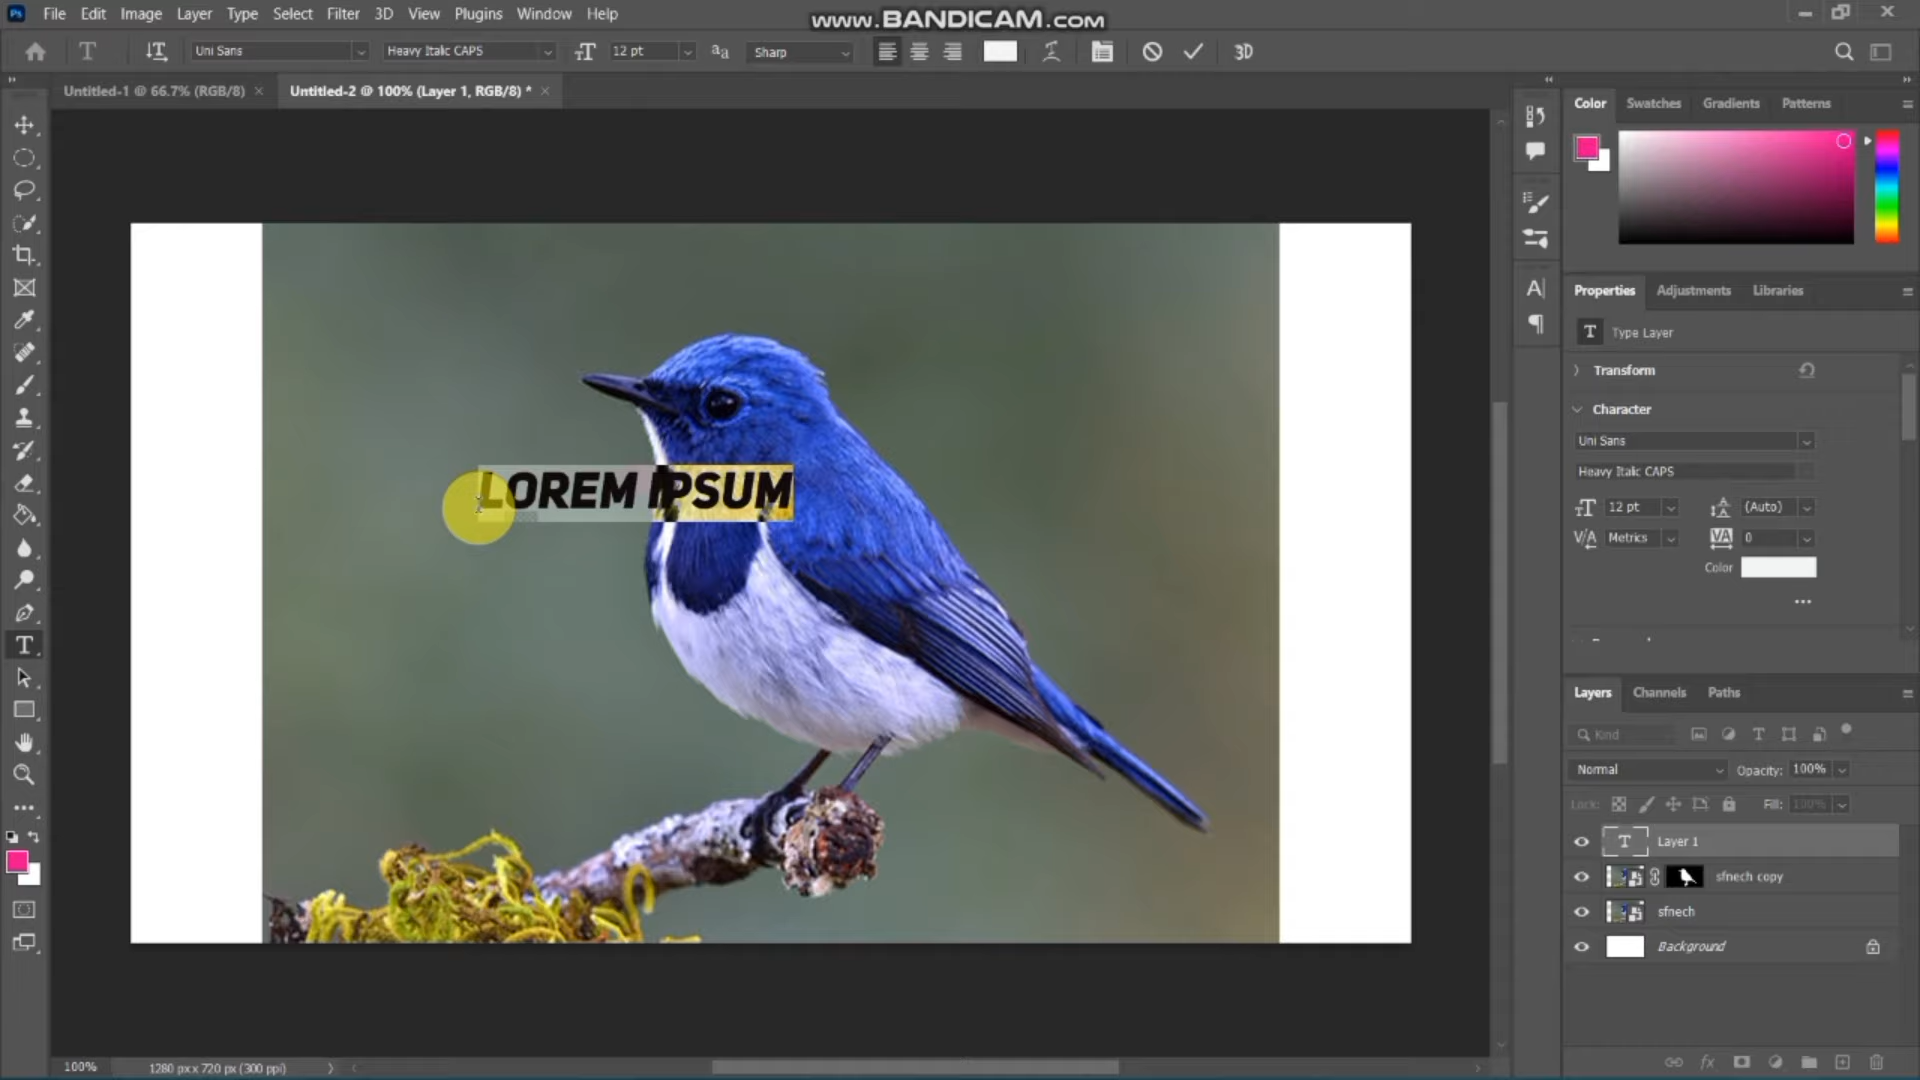 Ps File Edit Image Layer Type Select Filter 3D View Plugins Window Help
www.BANDICAM.com
T Uni Sans Heavy Italic CAPS 12 pt aa Sharp 3D
Untitled-1 @ 66.7% (RGB/8) × Untitled-2 @ 100% (Layer 1, RGB/8) * ×
Color Swatches Gradients Patterns
Properties Adjustments Libraries
T Type Layer
Transform
Character
Uni Sans
Heavy Italic CAPS
12 pt (Auto)
Metrics 0
Color
LOREM IPSUM
Layers Channels Paths
Kind
Normal Opacity: 100%
Lock: Fill: 100%
Layer 1
sfnech copy
sfnech
Background
100% 1280 px x 720 px (300 ppi)